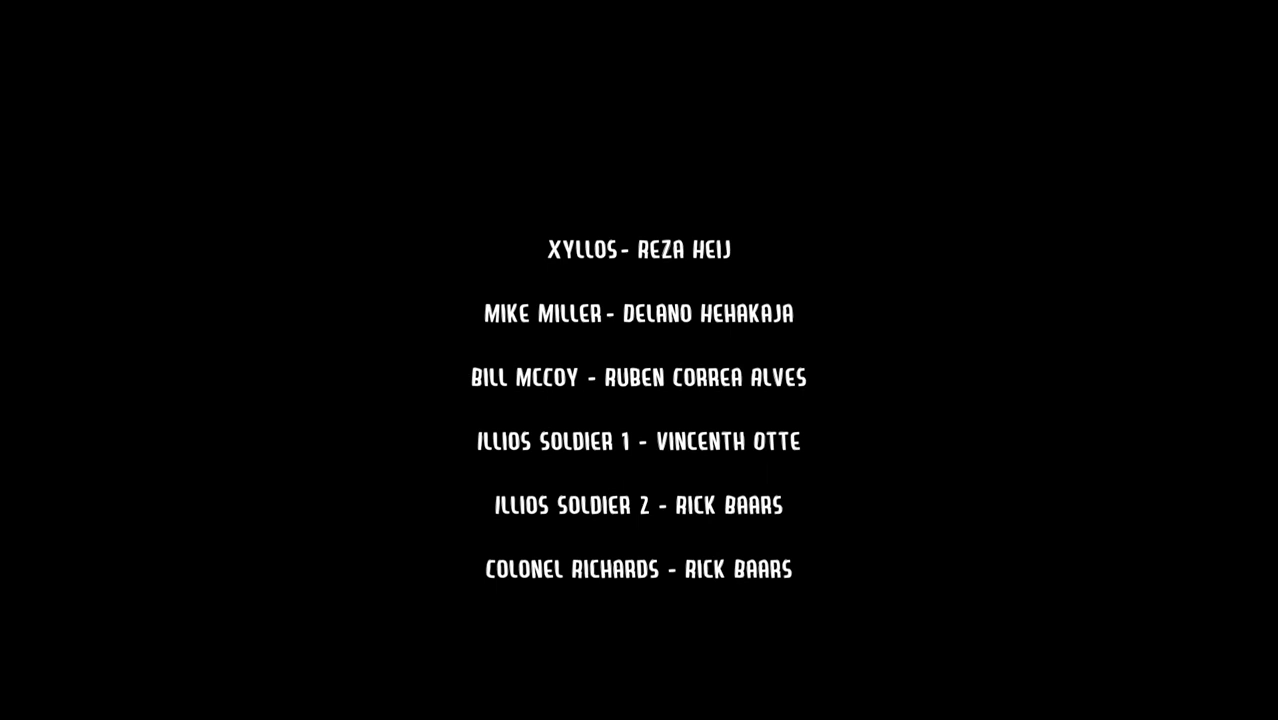 XYLLOS - REZA HEIJ
MIKE MILLER - DELANO HEHAKAJA
BILL MCCOY - RUBEN CORREA ALVES
ILLIOS SOLDIER 1 - VINCENTH OTTE
ILLIOS SOLDIER 2 - RICK BAARS
COLONEL RICHARDS - RICK BAARS